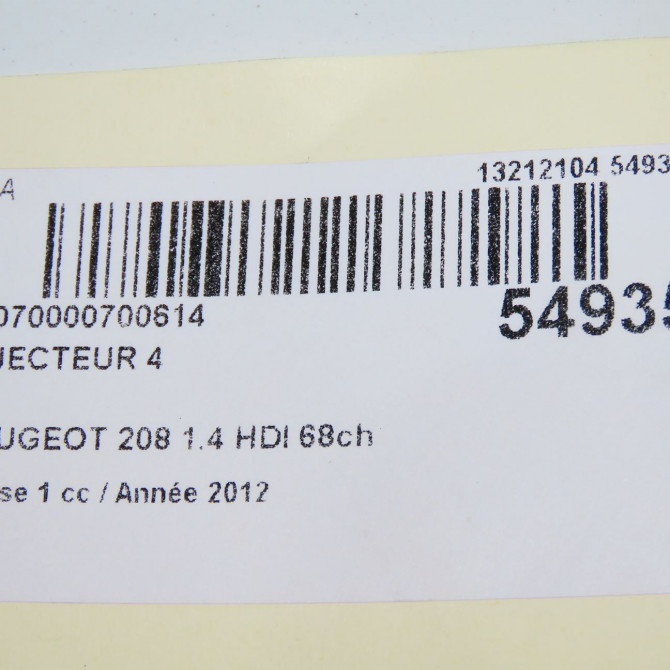 A
13212104 5493
070000700614
54935
JECTEUR 4
UGEOT 208 1.4 HDI 68ch
se 1 cc / Année 2012